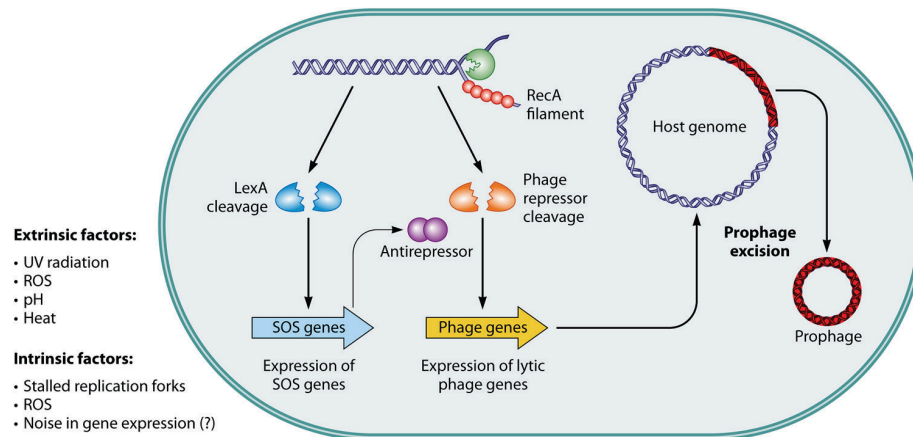 RecA
filament
Host genome
LexA
cleavage
Phage
repressor
cleavage
Antirepressor
Prophage
excision
Extrinsic factors:
• UV radiation
• ROS
• pH
• Heat
SOS genes
Phage genes
Prophage
Expression of
SOS genes
Expression of lytic
phage genes
Intrinsic factors:
• Stalled replication forks
• ROS
• Noise in gene expression (?)